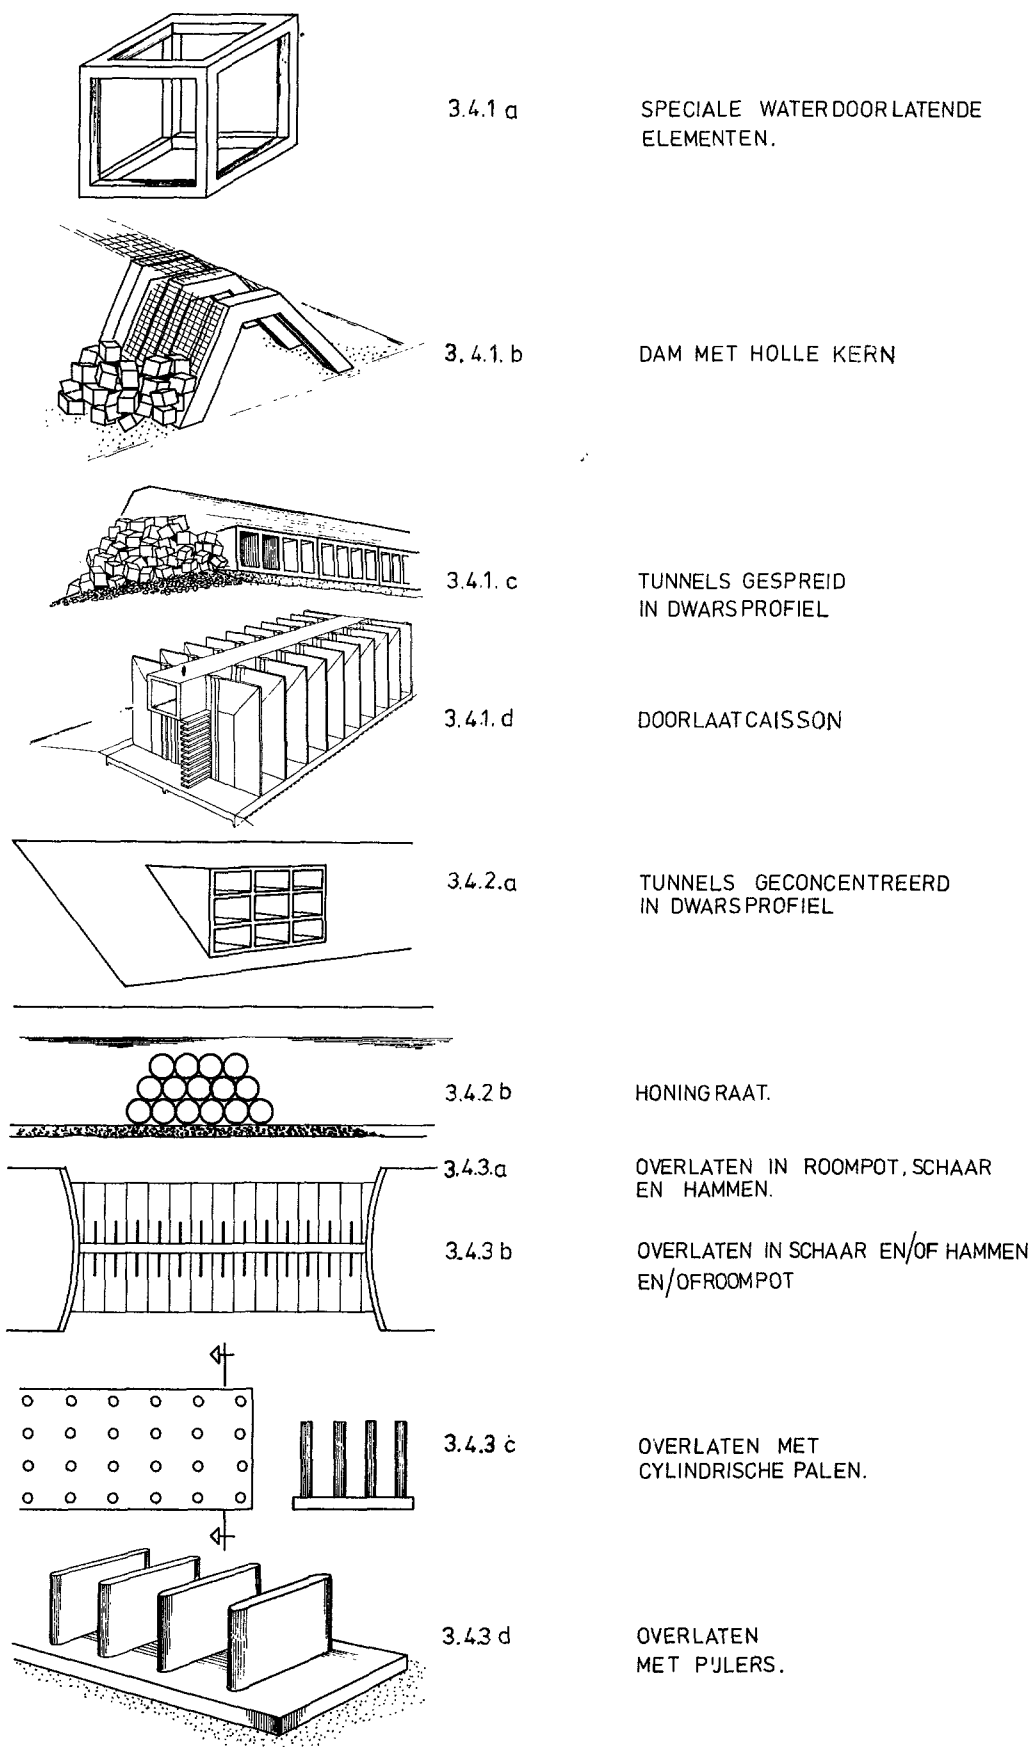 3.4.1 a SPECIALE WATERDOORLATENDE
ELEMENTEN.
3.4.1.b DAM MET HOLLE KERN
3.4.1.c TUNNELS GESPREID
IN DWARSPROFIEL
3.4.1.d DOORLAATCAISSON
3.4.2.a TUNNELS GECONCENTREERD
IN DWARSPROFIEL
3.4.2 b HONINGRAAT.
3.4.3.a OVERLATEN IN ROOMPOT, SCHAAR
EN HAMMEN.
3.4.3 b OVERLATEN IN SCHAAR EN/OF HAMMEN
EN/OF ROOMPOT
3.4.3 c OVERLATEN MET
CYLINDRISCHE PALEN.
3.4.3 d OVERLATEN
MET PIJLERS.